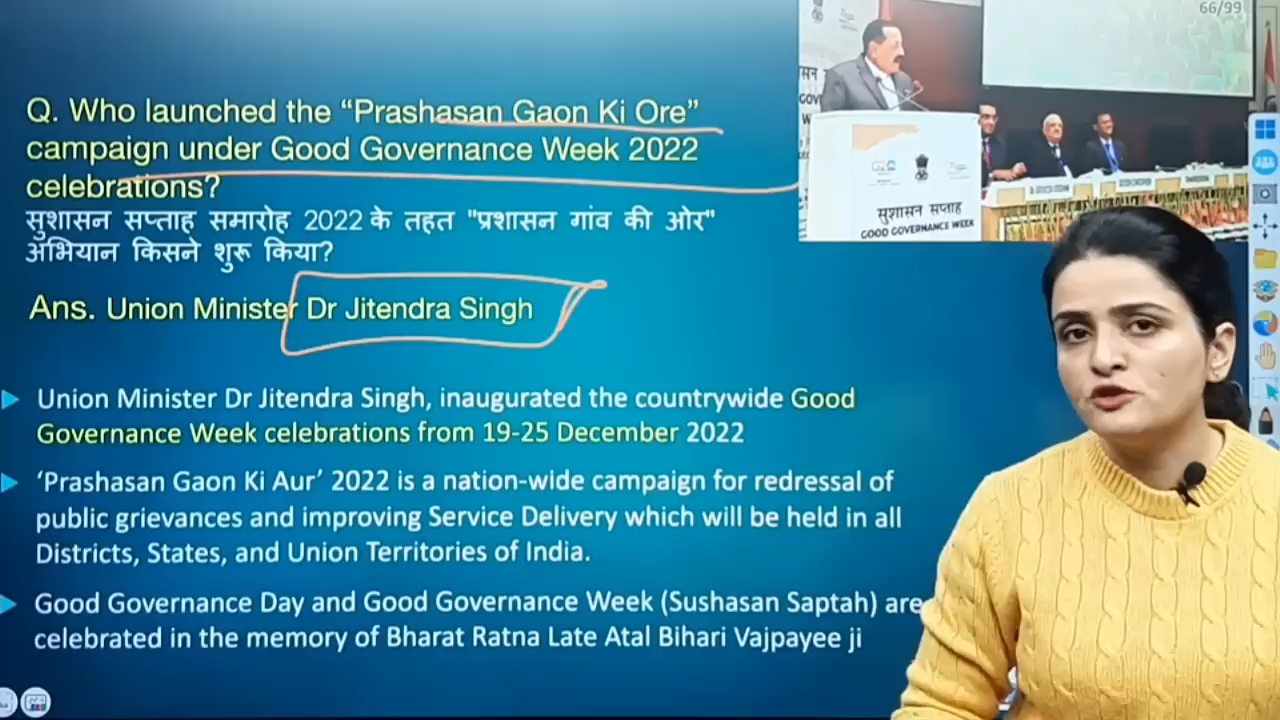 66/99
Q. Who launched the “Prashasan Gaon Ki Ore”
campaign under Good Governance Week 2022
celebrations?
सुशासन सप्ताह समारोह 2022 के तहत "प्रशासन गांव की ओर"
अभियान किसने शुरू किया?
Ans. Union Minister Dr Jitendra Singh
Union Minister Dr Jitendra Singh, inaugurated the countrywide Good
Governance Week celebrations from 19-25 December 2022
‘Prashasan Gaon Ki Aur’ 2022 is a nation-wide campaign for redressal of
public grievances and improving Service Delivery which will be held in all
Districts, States, and Union Territories of India.
Good Governance Day and Good Governance Week (Sushasan Saptah) are
celebrated in the memory of Bharat Ratna Late Atal Bihari Vajpayee ji
सुशासन सप्ताह
GOOD GOVERNANCE WEEK